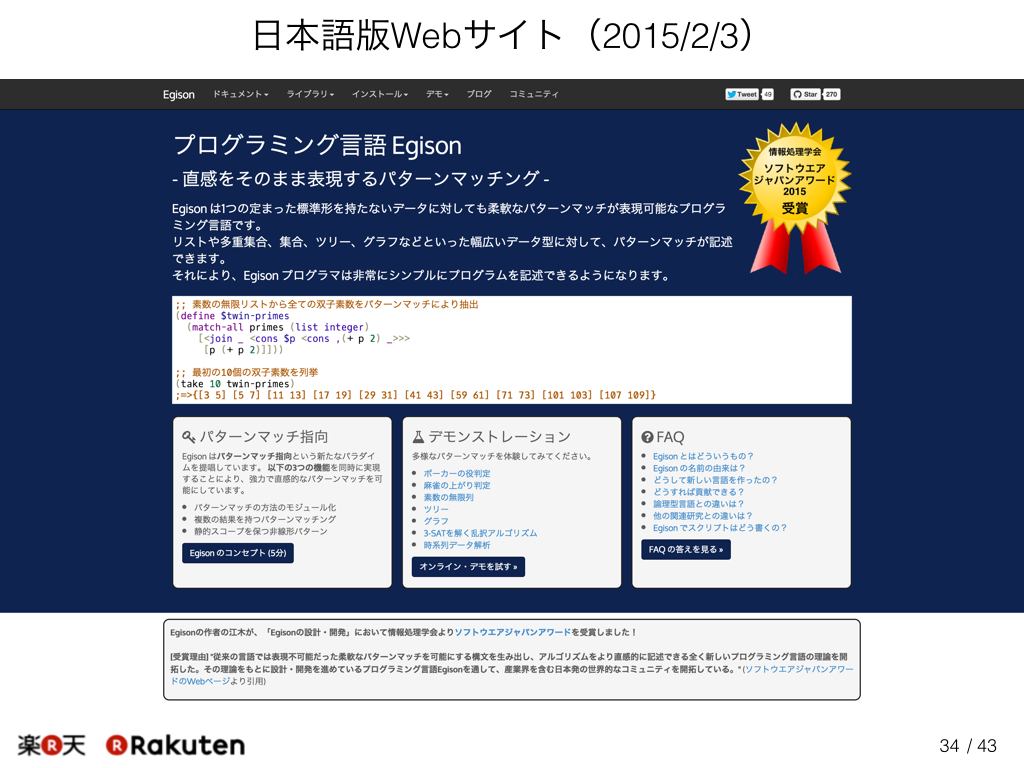 日本語版Webサイト（2015/2/3）
Egison ドキュメント ライブラリ インストール デモ ブログ コミュニティ Tweet 49 Star 270
プログラミング言語 Egison
- 直感をそのまま表現するパターンマッチング -
Egison は1つの定まった標準形を持たないデータに対しても柔軟なパターンマッチが表現可能なプログラ
ミング言語です。
リストや多重集合、集合、ツリー、グラフなどといった幅広いデータ型に対して、パターンマッチが記述
できます。
それにより、Egison プログラマは非常にシンプルにプログラムを記述できるようになります。
情報処理学会
ソフトウエア
ジャパンアワード
2015
受賞
;; 素数の無限リストから全ての双子素数をパターンマッチにより抽出
(define $twin-primes
(match-all primes (list integer)
[<join _ <cons $p <cons ,(+ p 2) _>>>
[p (+ p 2)]]))
;; 最初の10個の双子素数を列挙
(take 10 twin-primes)
;=>{[3 5] [5 7] [11 13] [17 19] [29 31] [41 43] [59 61] [71 73] [101 103] [107 109]}
パターンマッチ指向
Egison はパターンマッチ指向という新たなパラダイ
ムを提唱しています。 以下の3つの機能を同時に実現
することにより、強力で直感的なパターンマッチを可
能にしています。
パターンマッチの方法のモジュール化
複数の結果を持つパターンマッチング
静的スコープを保つ非線形パターン
Egison のコンセプト (5分)
デモンストレーション
多様なパターンマッチを体験してみてください。
ポーカーの役判定
麻雀の上がり判定
素数の無限列
ツリー
グラフ
3-SATを解く乱択アルゴリズム
時系列データ解析
オンライン・デモを試す »
FAQ
Egison とはどういうもの？
Egison の名前の由来は？
どうして新しい言語を作ったの？
どうすれば貢献できる？
論理型言語との違いは？
他の関連研究との違いは？
Egison でスクリプトはどう書くの？
FAQ の答えを見る »
Egisonの作者の江木が、「Egisonの設計・開発」において情報処理学会よりソフトウエアジャパンアワードを受賞しました！
[受賞理由] "従来の言語では表現不可能だった柔軟なパターンマッチを可能にする構文を生み出し、アルゴリズムをより直感的に記述できる全く新しいプログラミング言語の理論を開
拓した。その理論をもとに設計・開発を進めているプログラミング言語Egisonを通して、産業界を含む日本発の世界的なコミュニティを開拓している。" (ソフトウエアジャパンアワー
ドのWebページより引用)
楽R天 R Rakuten
34 / 43